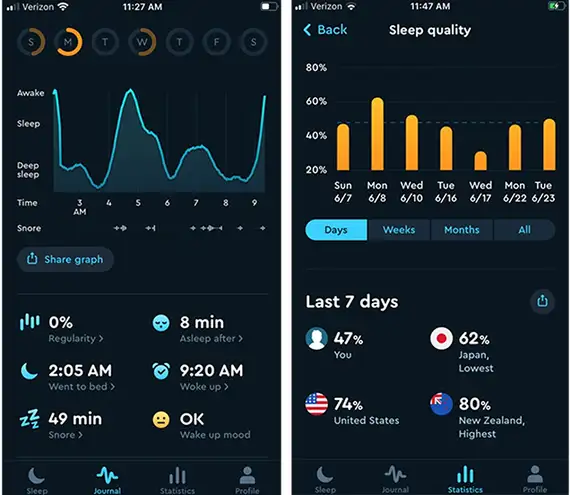 Verizon
11:27 AM
S M T W T F S
Awake
Sleep
Deep
sleep
Time
3 4 5 6 7 8 9
AM
Snore
Share graph
0%
Regularity >
8 min
Asleep after >
2:05 AM
Went to bed >
9:20 AM
Wake up >
49 min
Snore >
OK
Wake up mood
Sleep
Journal
Statistics
Profile
Verizon
11:47 AM
Back
Sleep quality
80%
60%
40%
20%
Sun Mon Wed Tue Wed Mon Tue
6/7 6/8 6/10 6/16 6/17 6/22 6/23
Days
Weeks
Months
All
Last 7 days
47%
You
62%
Japan,
Lowest
74%
United States
80%
New Zealand,
Highest
Sleep
Journal
Statistics
Profile